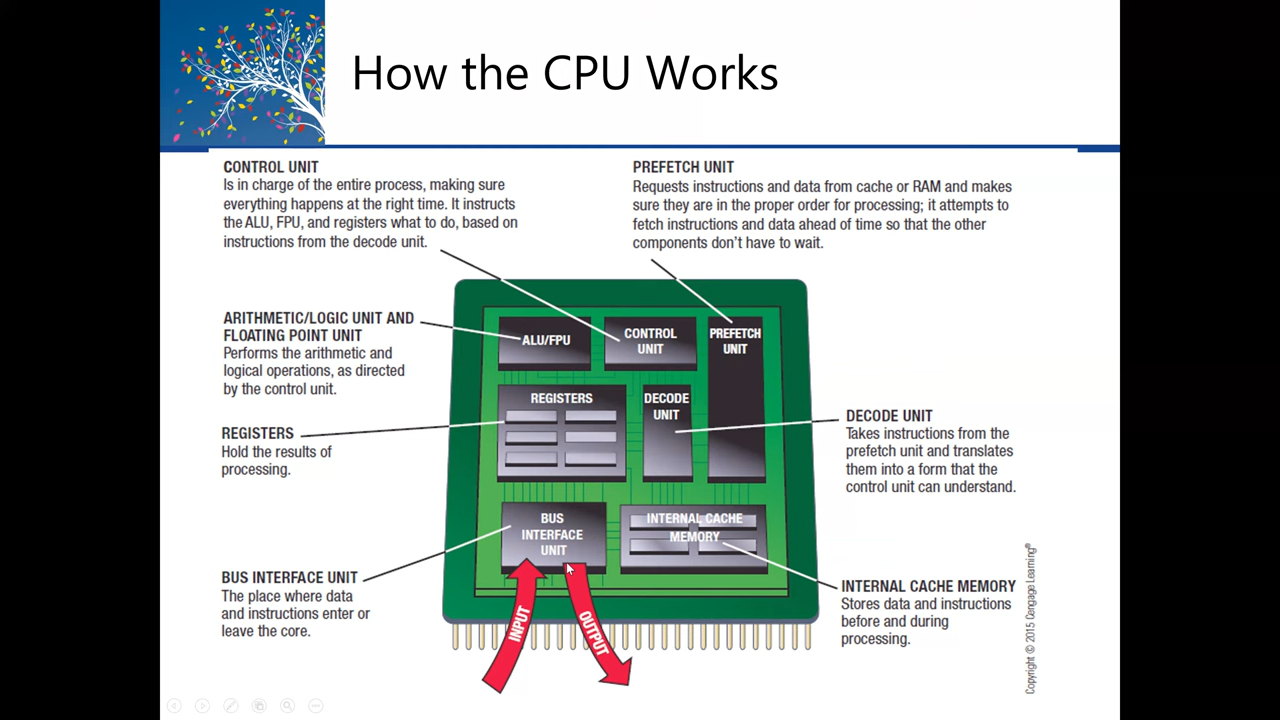 How the CPU Works
CONTROL UNIT
Is in charge of the entire process, making sure
everything happens at the right time. It instructs
the ALU, FPU, and registers what to do, based on
instructions from the decode unit.
PREFETCH UNIT
Requests instructions and data from cache or RAM and makes
sure they are in the proper order for processing; it attempts to
fetch instructions and data ahead of time so that the other
components don't have to wait.
ARITHMETIC/LOGIC UNIT AND
FLOATING POINT UNIT
Performs the arithmetic and
logical operations, as directed
by the control unit.
REGISTERS
Hold the results of
processing.
BUS INTERFACE UNIT
The place where data
and instructions enter or
leave the core.
ALU/FPU
CONTROL
UNIT
PREFETCH
UNIT
REGISTERS
DECODE
UNIT
BUS
INTERFACE
UNIT
INTERNAL CACHE
MEMORY
INPUT
OUTPUT
DECODE UNIT
Takes instructions from the
prefetch unit and translates
them into a form that the
control unit can understand.
INTERNAL CACHE MEMORY
Stores data and instructions
before and during
processing.
Copyright © 2015 Cengage Learning®